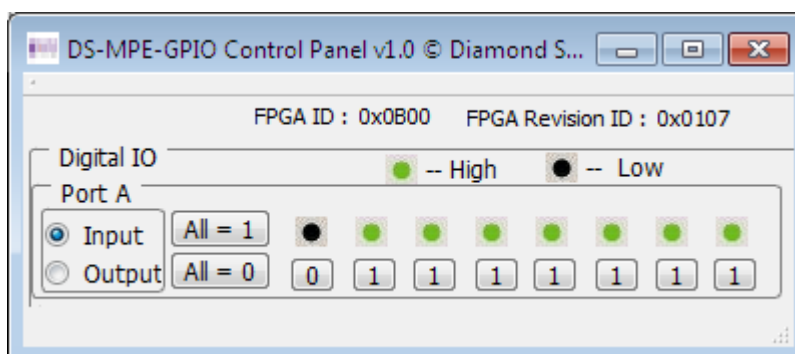 DS-MPE-GPIO Control Panel v1.0 © Diamond S...
FPGA ID : 0x0B00 FPGA Revision ID : 0x0107
Digital IO
-- High -- Low
Port A
Input All = 1
Output All = 0 0 1 1 1 1 1 1 1